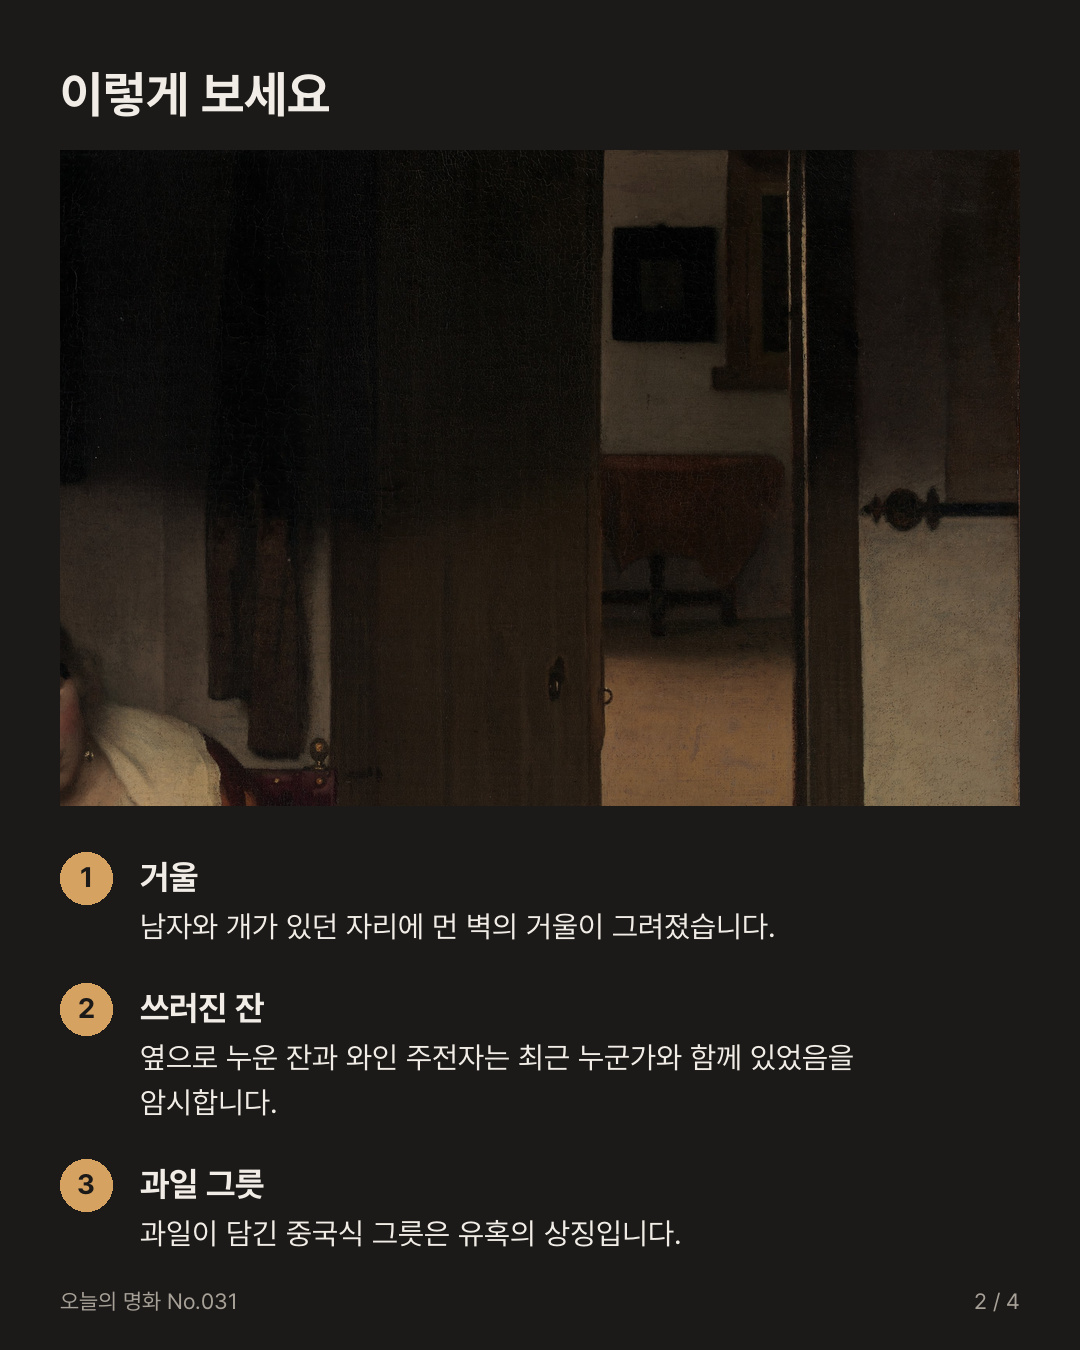 이렇게 보세요
1
거울
남자와 개가 있던 자리에 먼 벽의 거울이 그려졌습니다.
2
쓰러진 잔
옆으로 누운 잔과 와인 주전자는 최근 누군가와 함께 있었음을
암시합니다.
3
과일 그릇
과일이 담긴 중국식 그릇은 유혹의 상징입니다.
오늘의 명화 No.031
2 / 4